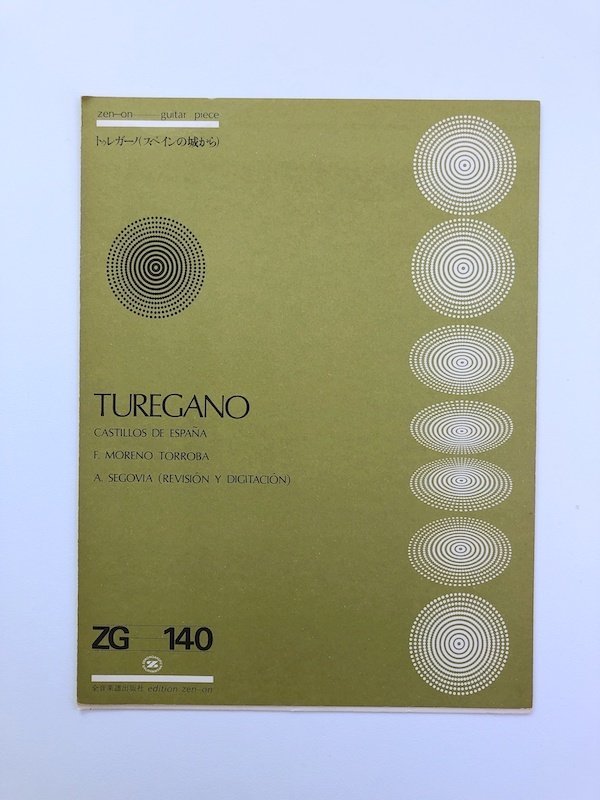 zen-on guitar piece
トゥレガーノ(スペインの城から)
TUREGANO
CASTILLOS DE ESPAÑA
F. MORENO TORROBA
A. SEGOVIA (REVISIÓN Y DIGITACIÓN)
ZG 140
全音楽譜出版社 edition zen-on